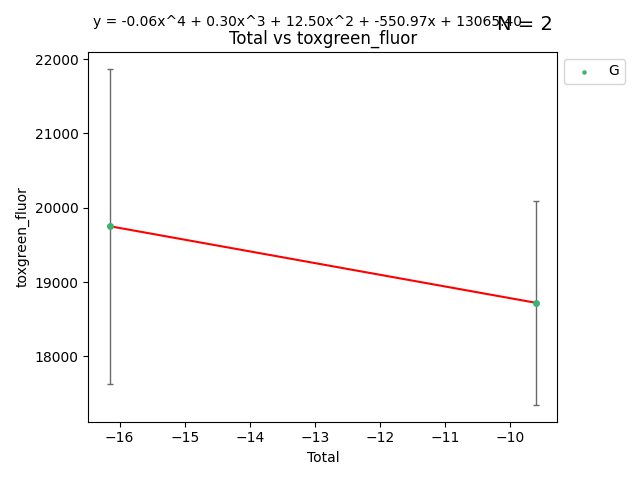 y = -0.06x^4 + 0.30x^3 + 12.50x^2 + -550.97x + 13065.40
N = 2
Total vs toxgreen_fluor
G
22000
21000
20000
19000
18000
toxgreen_fluor
−16
−15
−14
−13
−12
−11
−10
Total